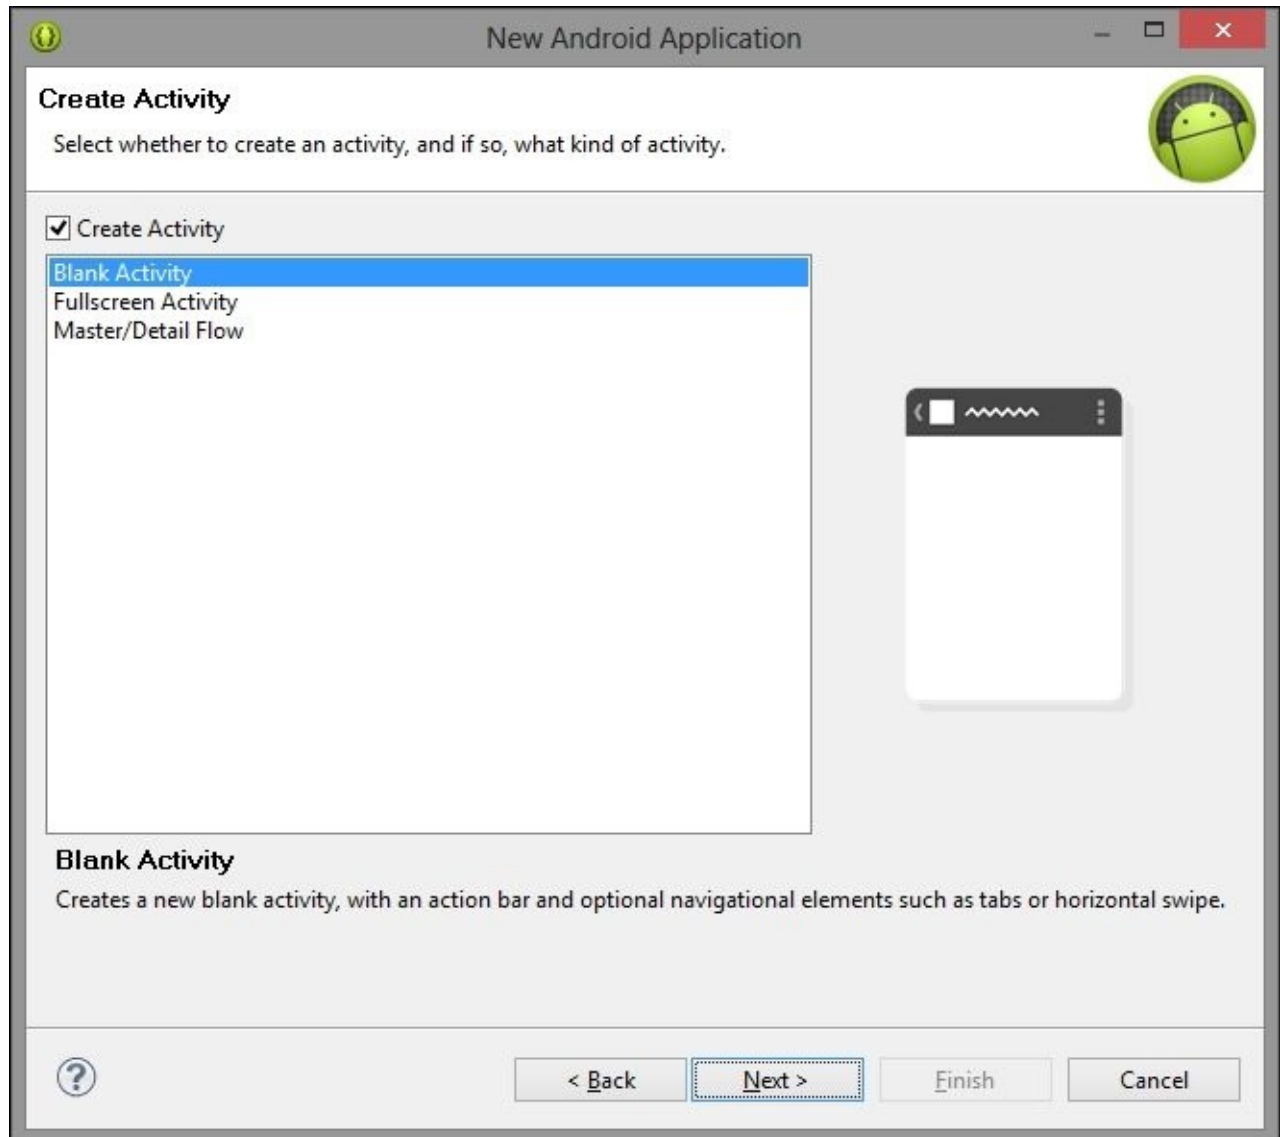 New Android Application
Create Activity
Select whether to create an activity, and if so, what kind of activity.
Create Activity
Blank Activity
Fullscreen Activity
Master/Detail Flow
Blank Activity
Creates a new blank activity, with an action bar and optional navigational elements such as tabs or horizontal swipe.
< Back Next > Finish Cancel